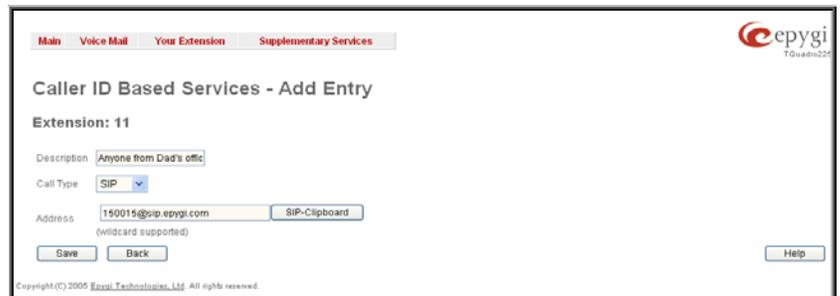 epygi
TQuadro225
Main Voice Mail Your Extension Supplementary Services
Caller ID Based Services - Add Entry
Extension: 11
Description Anyone from Dad's offic
Call Type SIP
Address 150015@sip.epygi.com SIP-Clipboard
(wildcard supported)
Save Back Help
Copyright (C) 2005 Epygi Technologies, Ltd. All rights reserved.